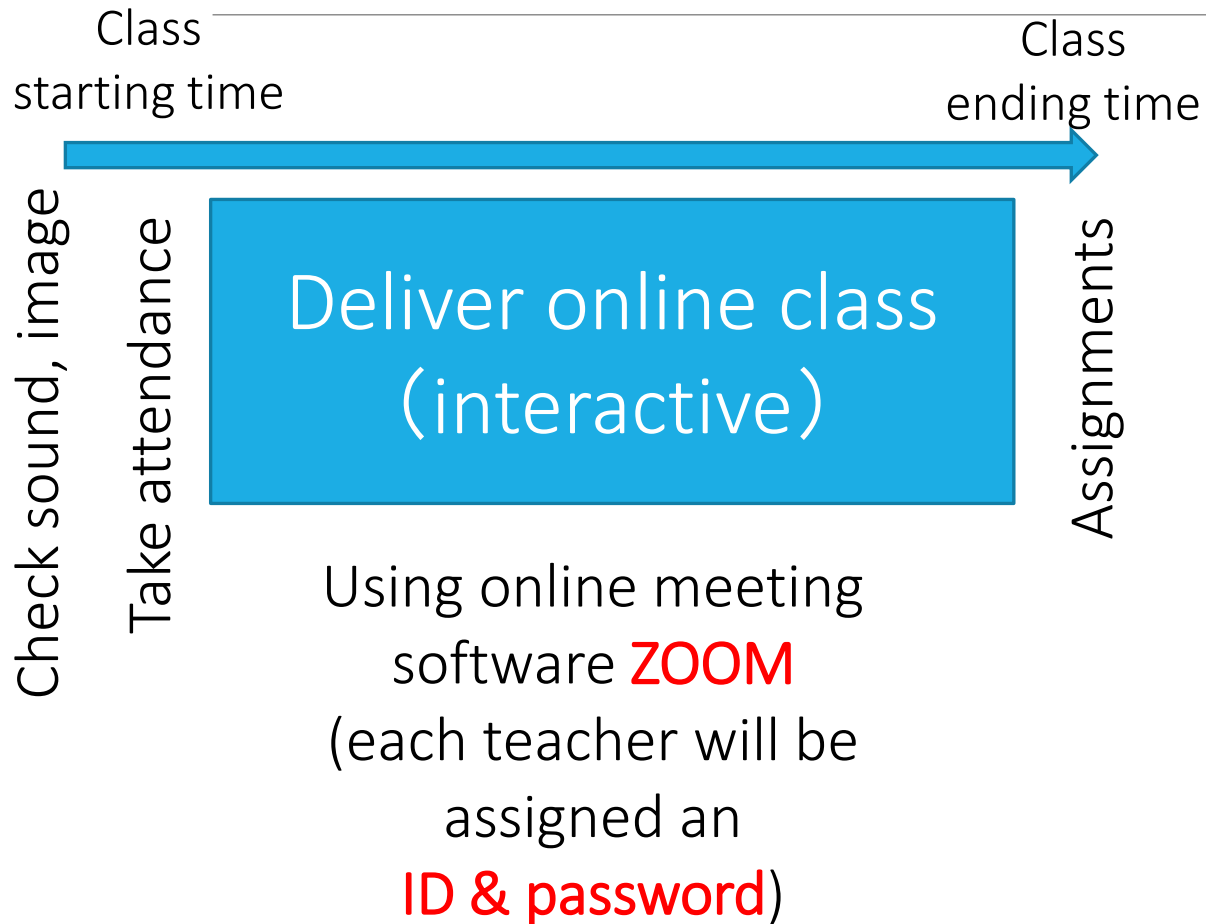 Class
starting time
Class
ending time
Check sound, image
Take attendance
Deliver online class
（interactive）
Assignments
Using online meeting
software ZOOM
(each teacher will be
assigned an
ID & password)